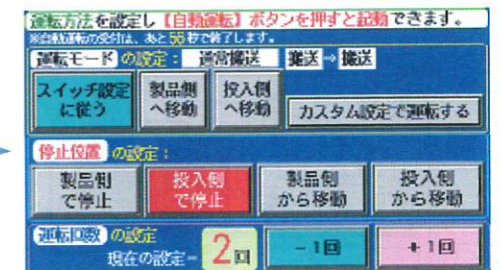 運転方法を設定し【自動運転】ボタンを押すと起動できます。
※自動運転の受付は、あと56秒で終了します。
運転モードの設定： 通常搬送 搬送→搬送
スイッチ設定に従う 製品側へ移動 投入側へ移動 カスタム設定で運転する
停止位置の設定：
製品側で停止 投入側で停止 製品側から移動 投入側から移動
運転回数の設定
現在の設定= 2回 －1回 ＋1回